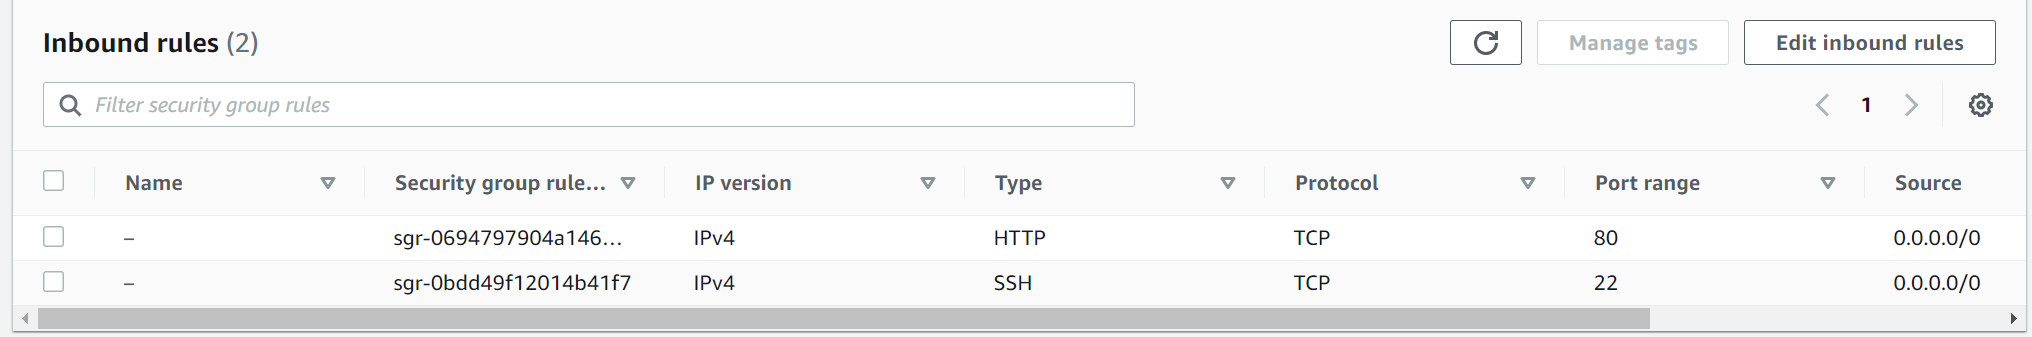 Inbound rules (2)
Manage tags
Edit inbound rules
Filter security group rules
1
Name Security group rule... IP version Type Protocol Port range Source
– sgr-0694797904a146... IPv4 HTTP TCP 80 0.0.0.0/0
– sgr-0bdd49f12014b41f7 IPv4 SSH TCP 22 0.0.0.0/0